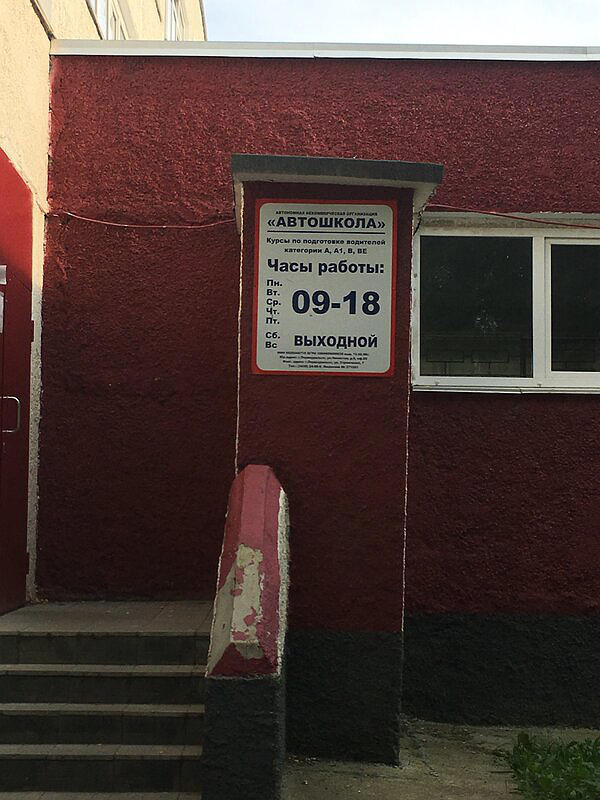 АВТОНОМНАЯ НЕКОММЕРЧЕСКАЯ ОРГАНИЗАЦИЯ
«АВТОШКОЛА»
Курсы по подготовке водителей
категории А, А1, В, ВЕ
Часы работы:
Пн.
Вт.
Ср.
Чт.
Пт.
09-18
Сб.
Вс
ВЫХОДНОЙ